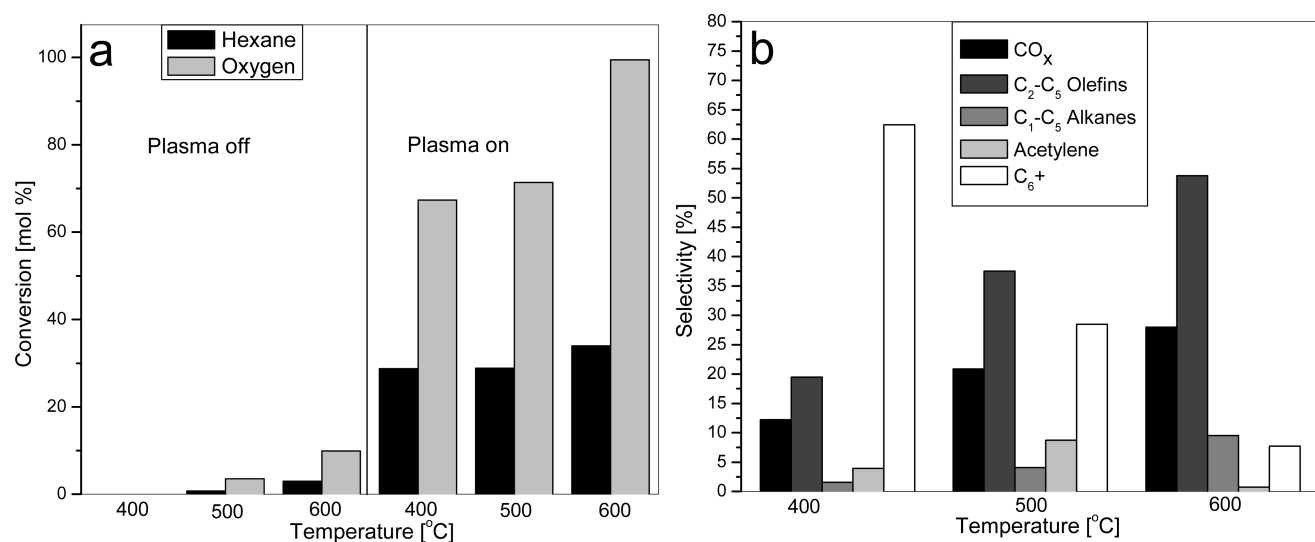 a
Hexane
Oxygen
Plasma off
Plasma on
Conversion [mol %]
100
80
60
40
20
0
400 500 600 400 500 600
Temperature [°C]
b
COx
C2-C5 Olefins
C1-C5 Alkanes
Acetylene
C6+
Selectivity [%]
80
75
70
65
60
55
50
45
40
35
30
25
20
15
10
5
0
400 500 600
Temperature [°C]